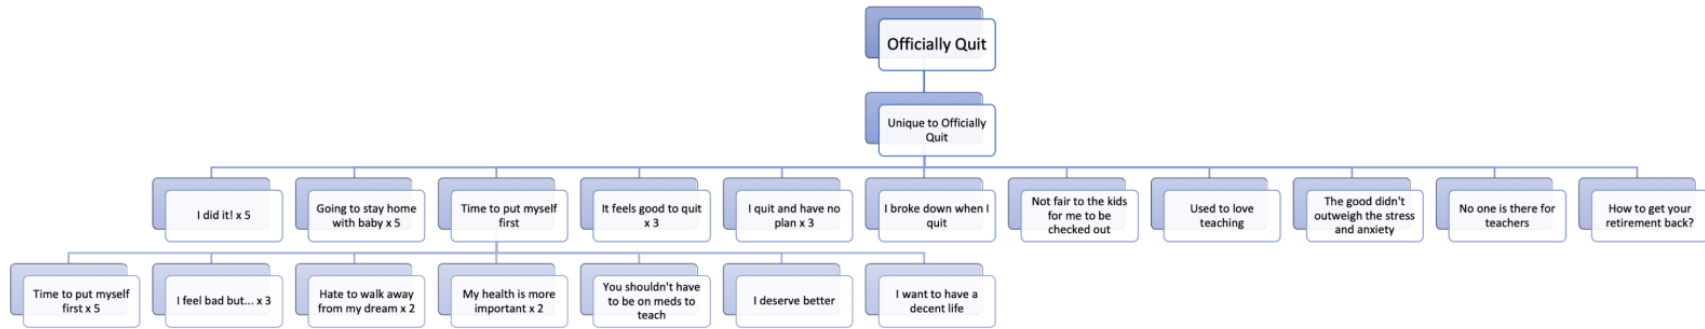 Officially Quit
Unique to Officially
Quit
I did it! x 5
Going to stay home
with baby x 5
Time to put myself
first
It feels good to quit
x 3
I quit and have no
plan x 3
I broke down when I
quit
Not fair to the kids
for me to be
checked out
Used to love
teaching
The good didn't
outweigh the stress
and anxiety
No one is there for
teachers
How to get your
retirement back?
Time to put myself
first x 5
I feel bad but... x 3
Hate to walk away
from my dream x 2
My health is more
important x 2
You shouldn't have
to be on meds to
teach
I deserve better
I want to have a
decent life